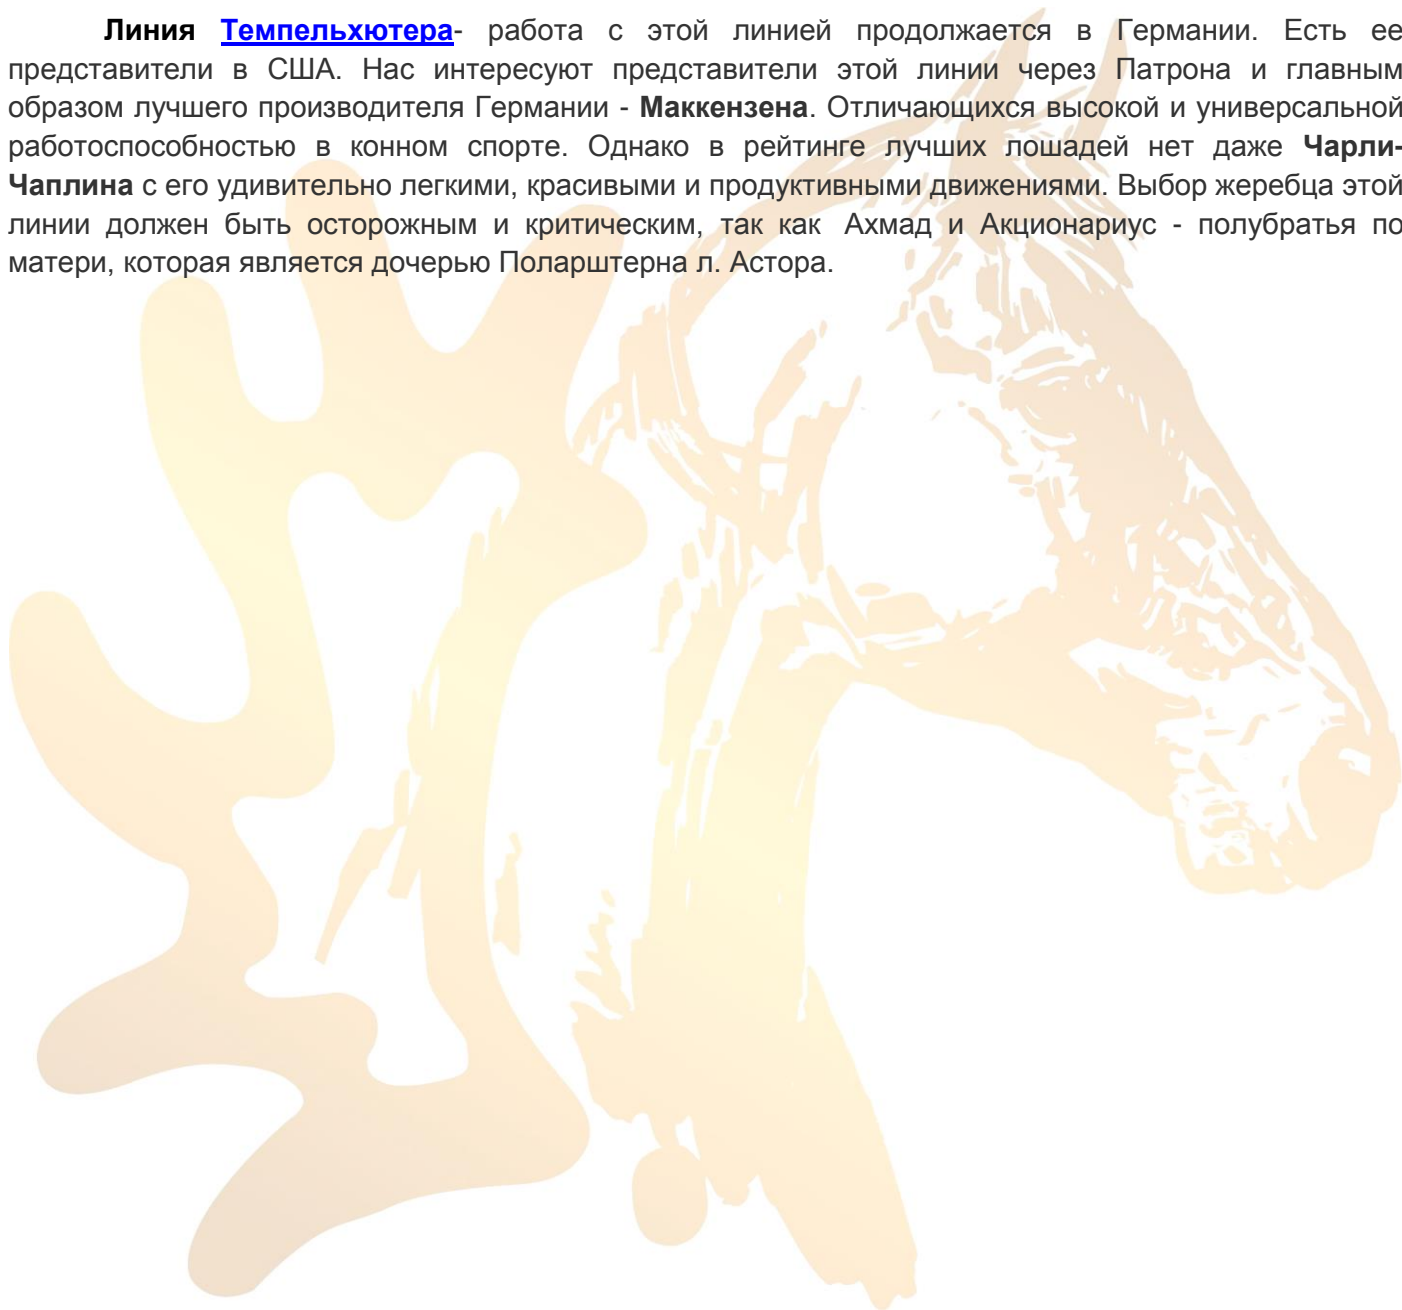 Линия Темпельхютера- работа с этой линией продолжается в Германии. Есть ее
представители в США. Нас интересуют представители этой линии через Патрона и главным
образом лучшего производителя Германии - Маккензена. Отличающихся высокой и универсальной
работоспособностью в конном спорте. Однако в рейтинге лучших лошадей нет даже Чарли-
Чаплина с его удивительно легкими, красивыми и продуктивными движениями. Выбор жеребца этой
линии должен быть осторожным и критическим, так как Ахмад и Акционариус - полубратья по
матери, которая является дочерью Поларштерна л. Астора.